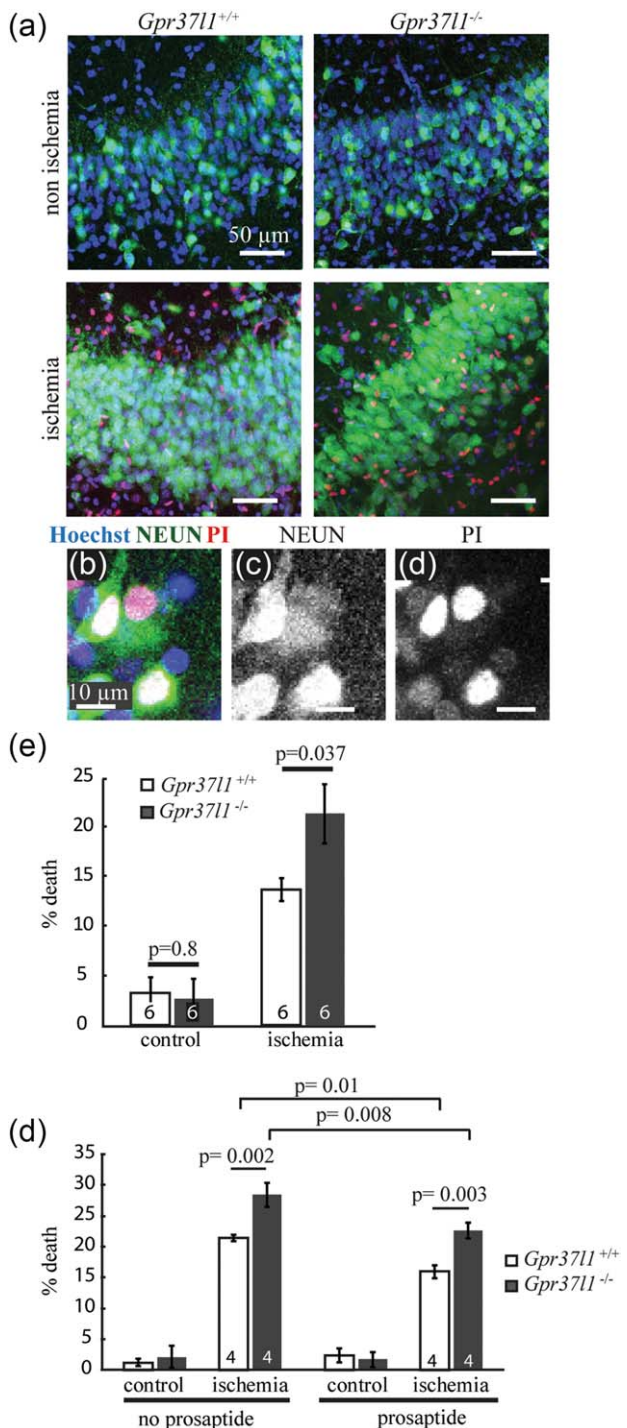 (a)
Gpr37l1+/+ Gpr37l1-/-
non ischemia
50 µm
ischemia
Hoechst NEUN PI NEUN PI
(b) (c) (d)
10 µm
(e)
p=0.037
25
Gpr37l1 +/+
Gpr37l1 -/-
20
% death
15
p=0.8
10
5
6 6 6 6
0
control ischemia
p= 0.01
(d)
p= 0.008
35
p= 0.002
30
p= 0.003
25
% death
20
Gpr37l1 +/+
15
Gpr37l1 -/-
10
5
4 4 4 4
0
control ischemia control ischemia
no prosaptide prosaptide